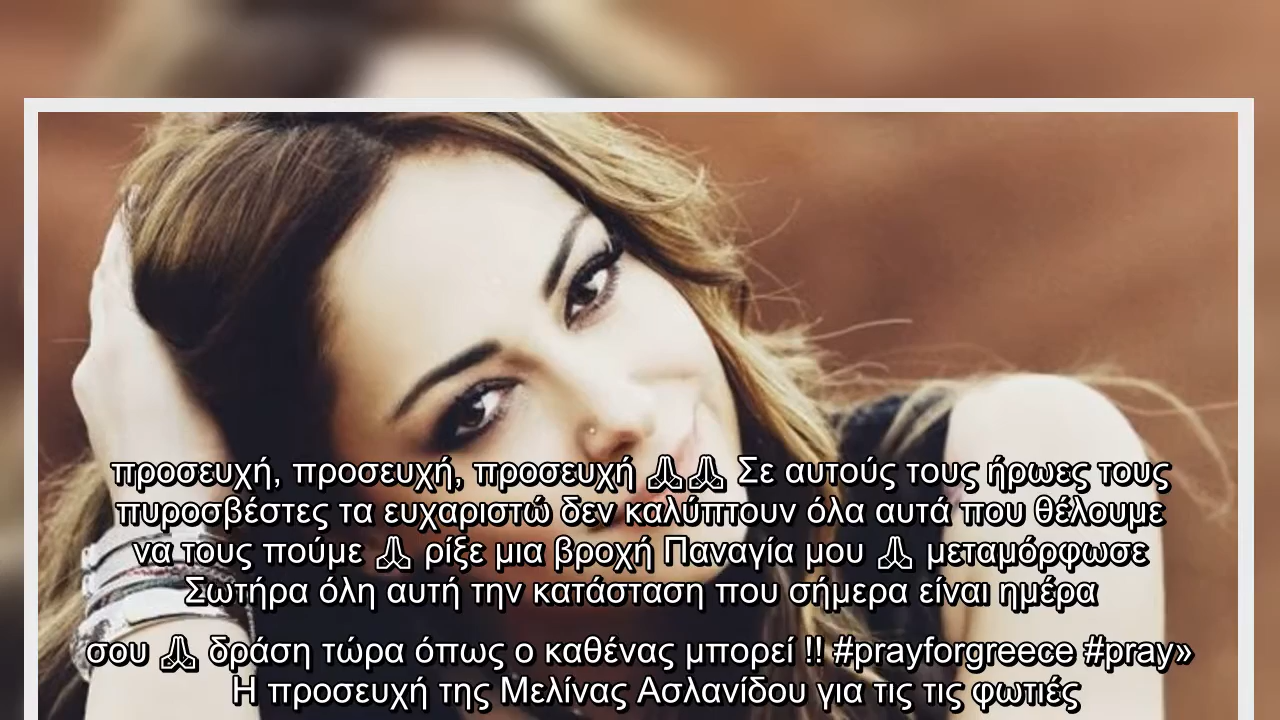 προσευχή, προσευχή, προσευχή 🙏🙏 Σε αυτούς τους ήρωες τους
πυροσβέστες τα ευχαριστώ δεν καλύπτουν όλα αυτά που θέλουμε
να τους πούμε 🙏 ρίξε μια βροχή Παναγία μου 🙏 μεταμόρφωσε
Σωτήρα όλη αυτή την κατάσταση που σήμερα είναι ημέρα
σου 🙏 δράση τώρα όπως ο καθένας μπορεί !! #prayforgreece #pray»
Η προσευχή της Μελίνας Ασλανίδου για τις τις φωτιές